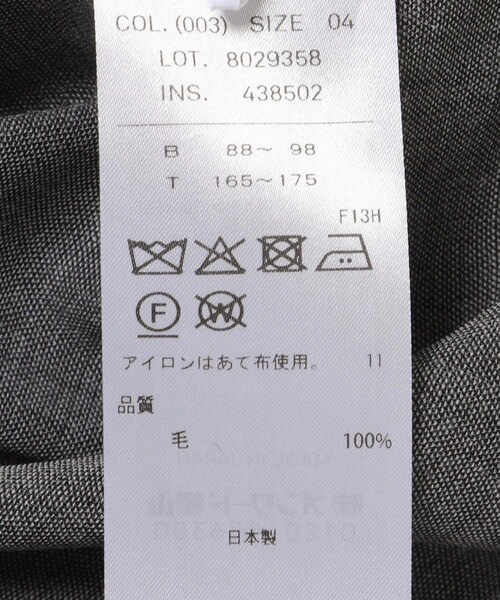 COL.(003) SIZE 04
LOT. 8029358
INS. 438502
B 88～ 98
T 165～175
F13H
F W
アイロンはあて布使用。 11
品質
毛 100%
日本製